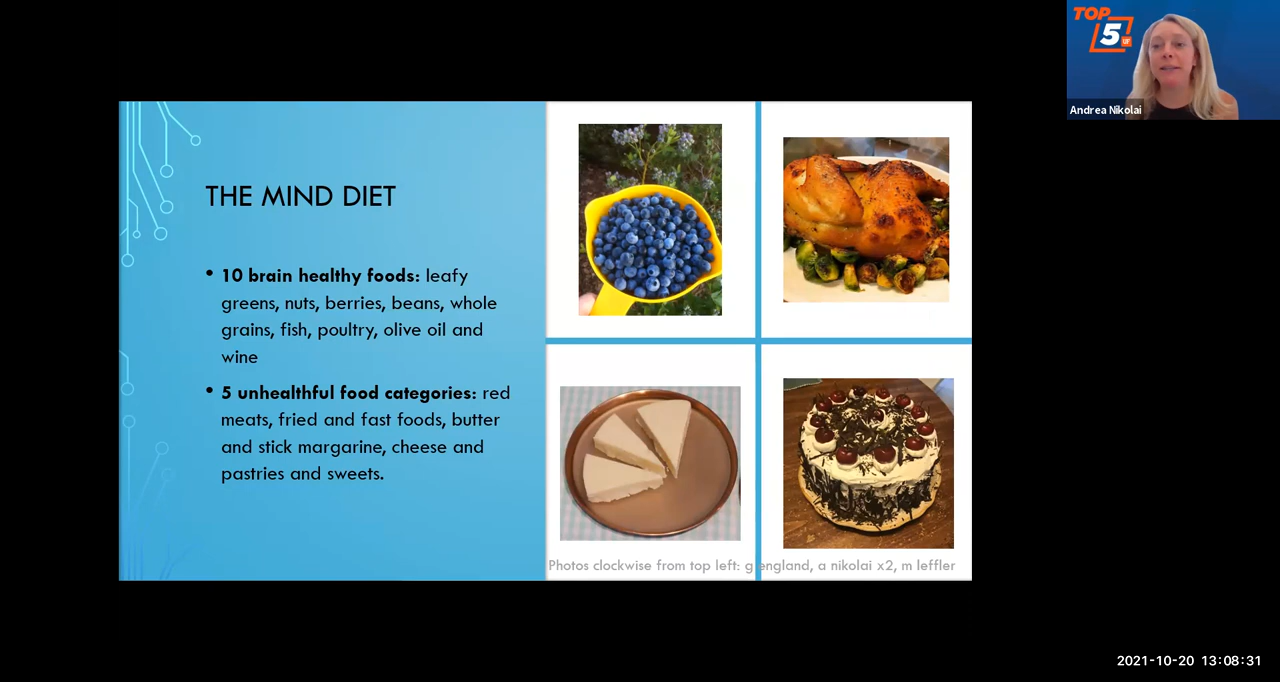 THE MIND DIET
• 10 brain healthy foods: leafy
greens, nuts, berries, beans, whole
grains, fish, poultry, olive oil and
wine
• 5 unhealthful food categories: red
meats, fried and fast foods, butter
and stick margarine, cheese and
pastries and sweets.
Photos clockwise from top left: g england, a nikolai x2, m leffler
TOP
5
UF
Andrea Nikolai
2021-10-20 13:08:31